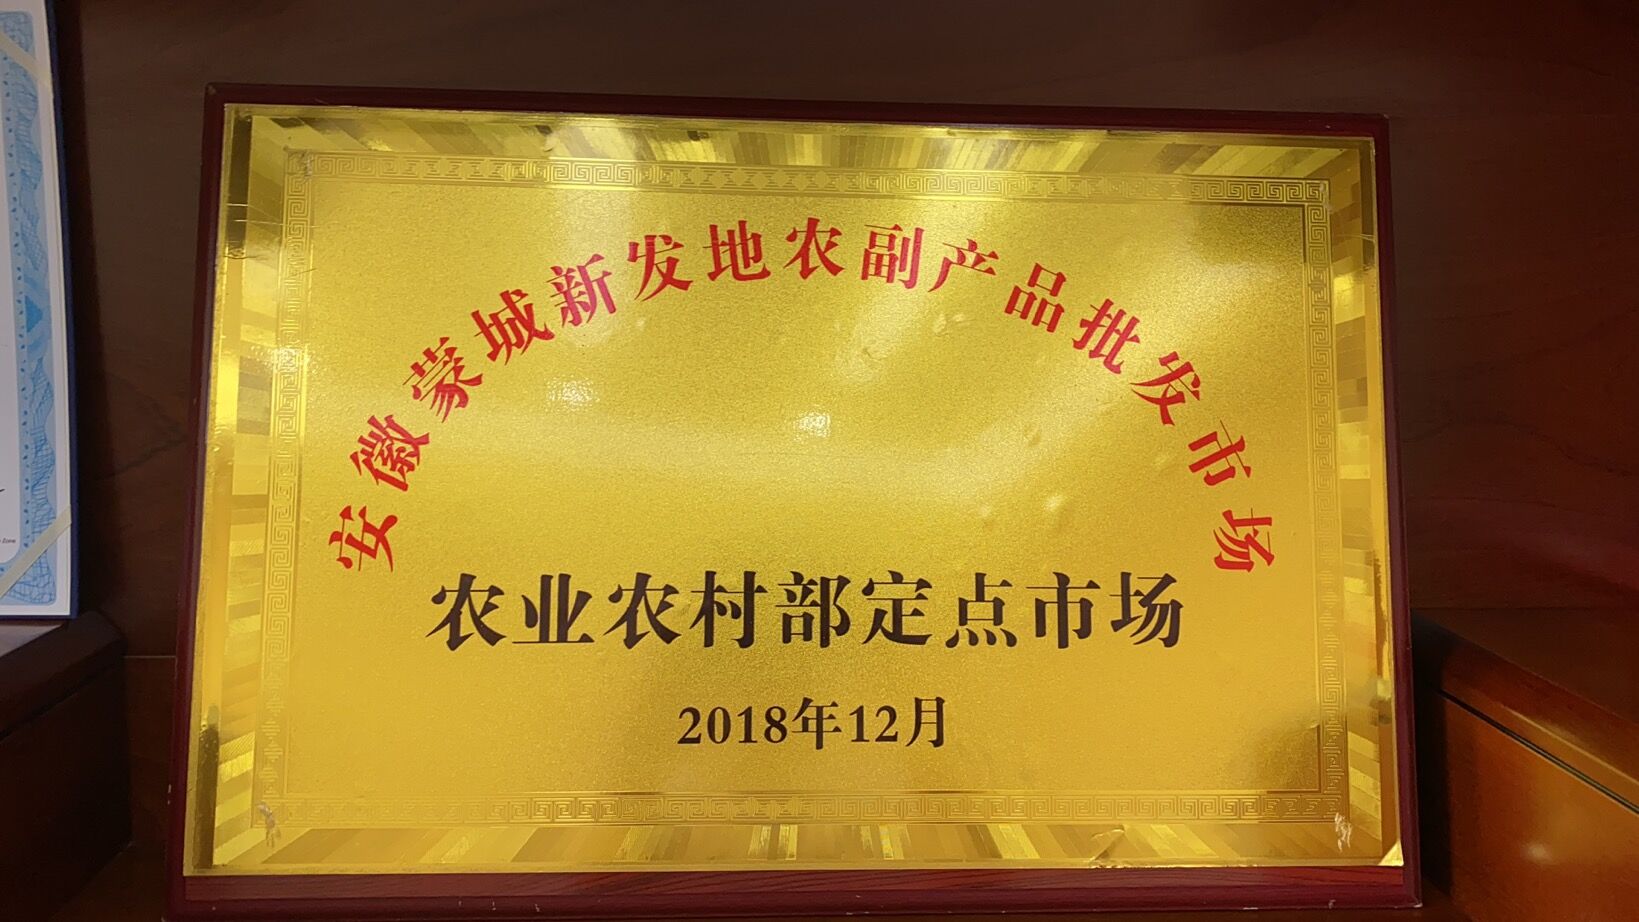 安徽蒙城新发地农副产品批发市场
农业农村部定点市场
2018年12月
Zone